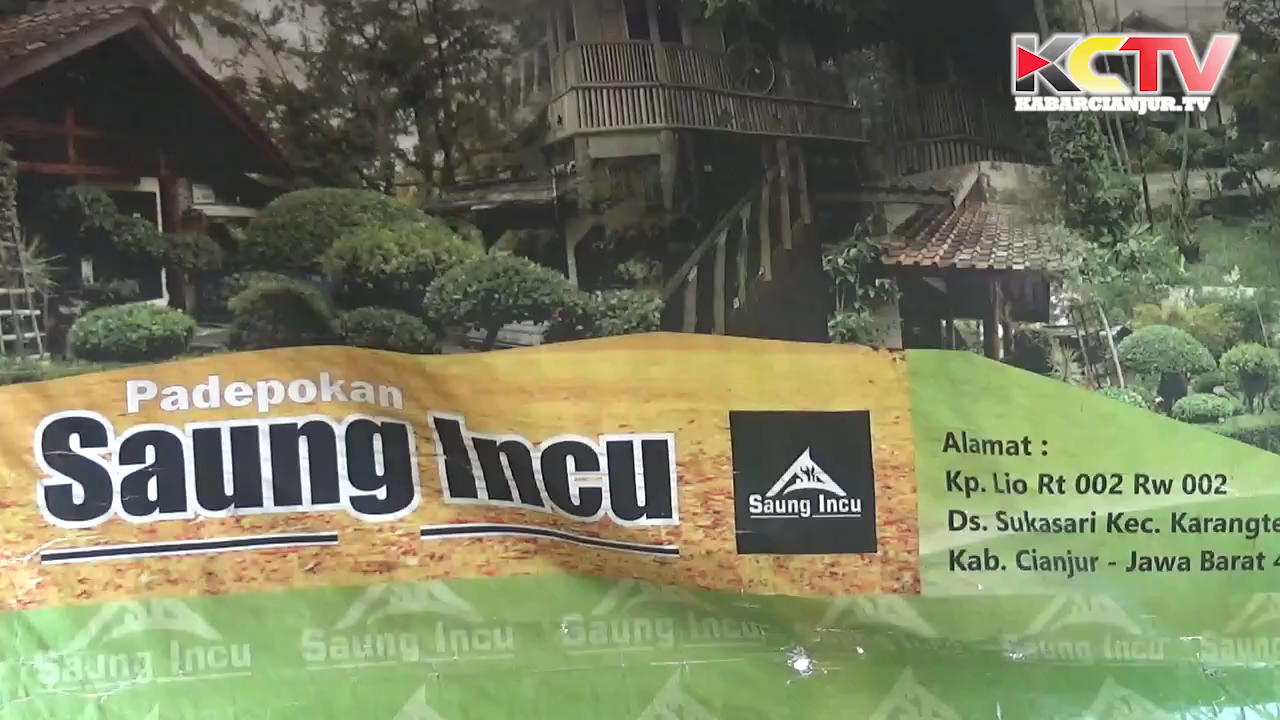 KCTV
KABARCIANJUR.TV
Padepokan
Saung Incu
Saung Incu
Alamat :
Kp. Lio Rt 002 Rw 002
Ds. Sukasari Kec. Karangte
Kab. Cianjur - Jawa Barat 4
Saung Incu Saung Incu Saung Incu Saung Incu